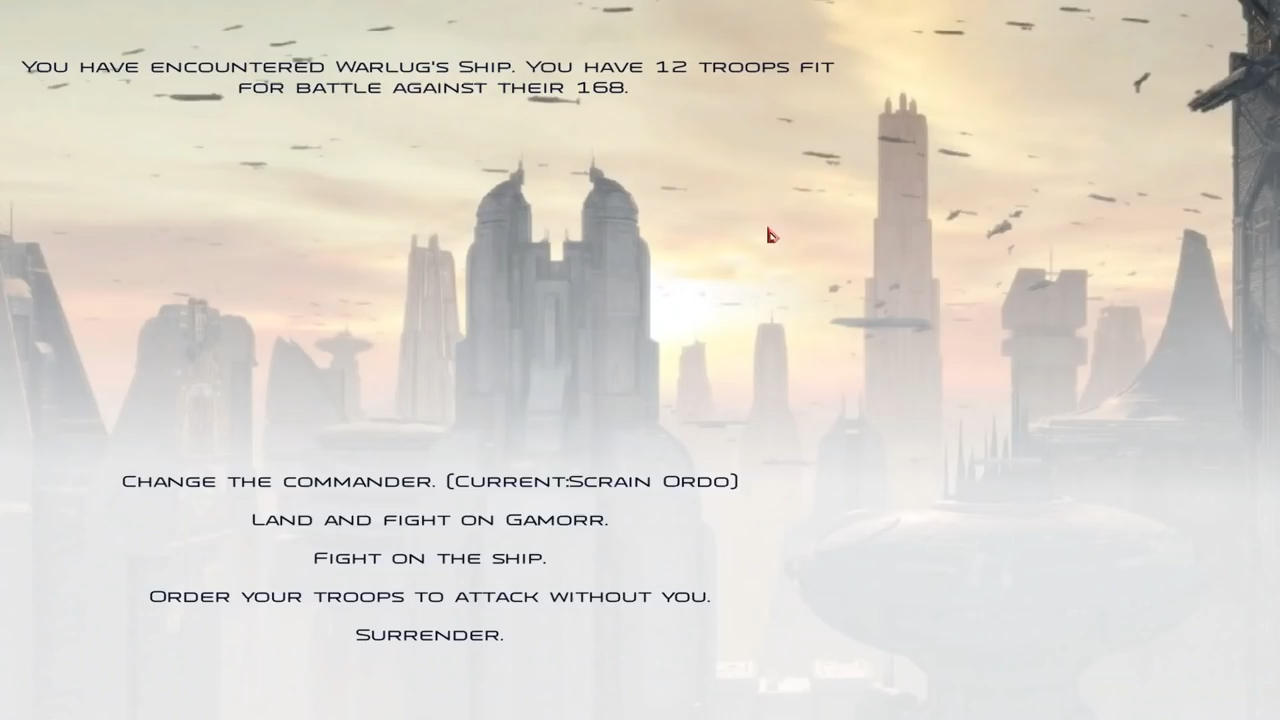 You have encountered Warlug's Ship. You have 12 troops fit
for battle against their 168.
Change the commander. (Current:Scrain Ordo)
Land and fight on Gamorr.
Fight on the ship.
Order your troops to attack without you.
Surrender.